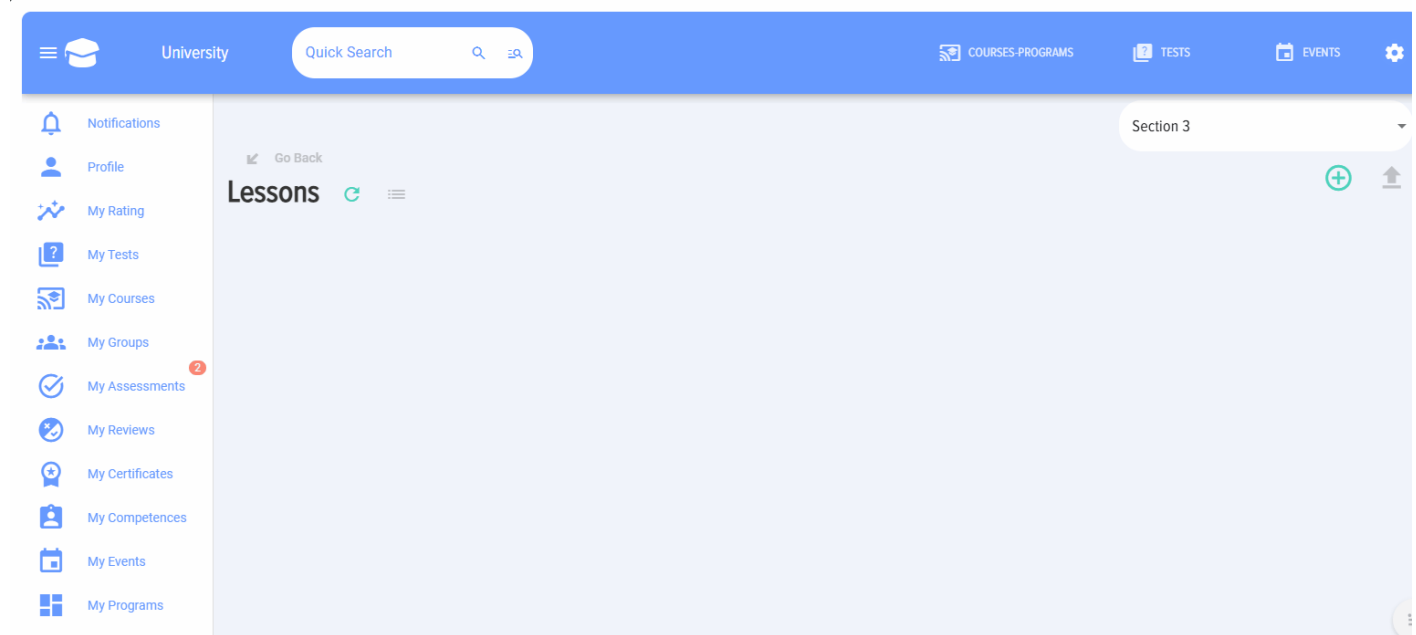 University
Quick Search
COURSES-PROGRAMS
TESTS
EVENTS
Notifications
Profile
My Rating
My Tests
My Courses
My Groups
2
My Assessments
My Reviews
My Certificates
My Competences
My Events
My Programs
Section 3
Go Back
Lessons